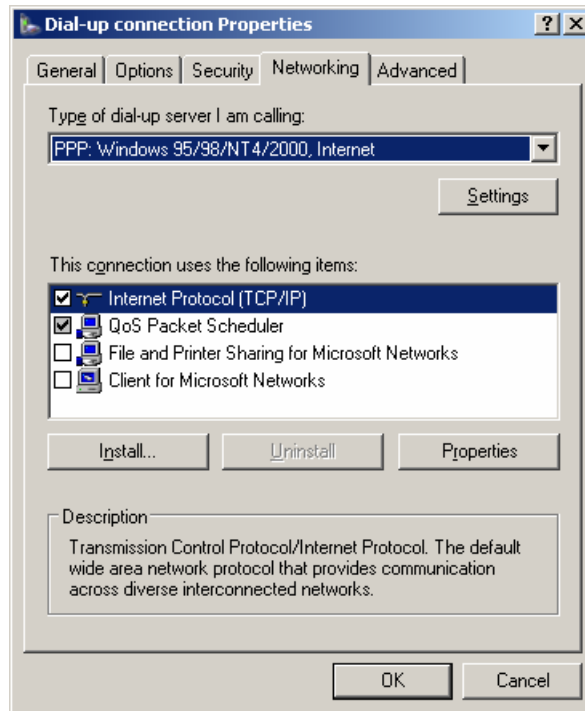 Dial-up connection Properties
General Options Security Networking Advanced
Type of dial-up server I am calling:
PPP: Windows 95/98/NT4/2000, Internet
Settings
This connection uses the following items:
Internet Protocol (TCP/IP)
QoS Packet Scheduler
File and Printer Sharing for Microsoft Networks
Client for Microsoft Networks
Install... Uninstall Properties
Description
Transmission Control Protocol/Internet Protocol. The default
wide area network protocol that provides communication
across diverse interconnected networks.
OK Cancel